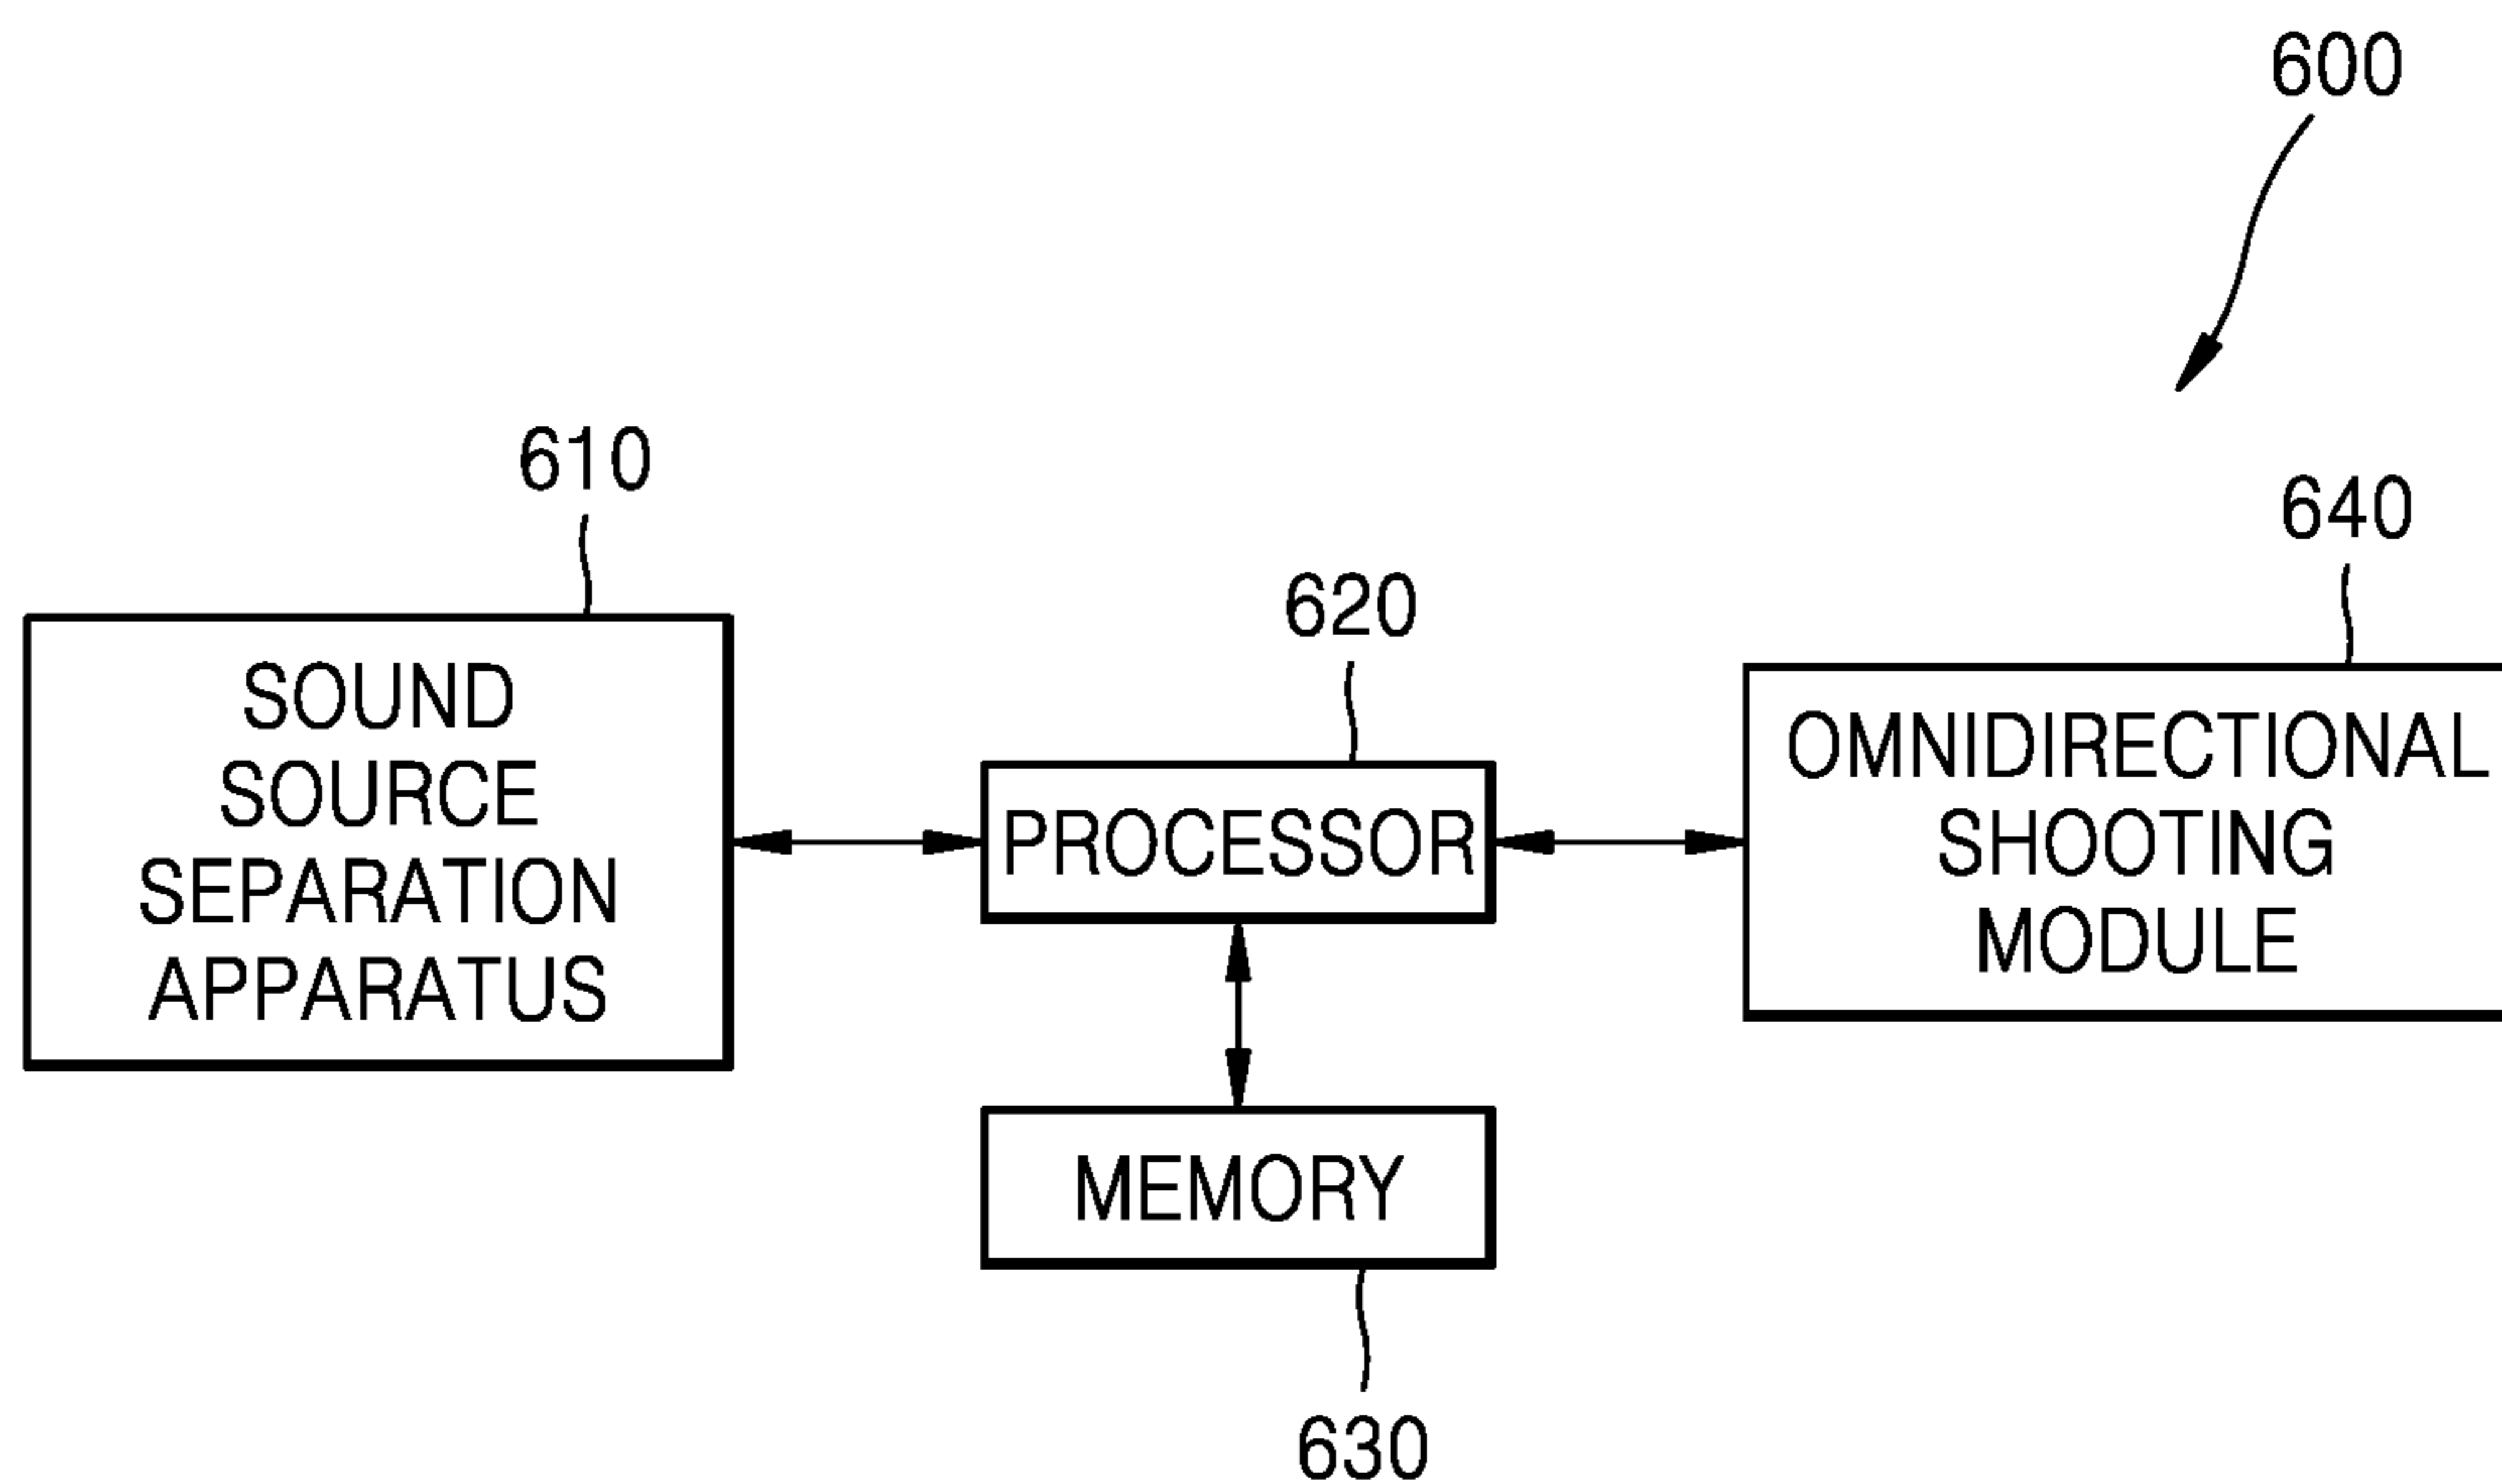 600
610
SOUND
SOURCE
SEPARATION
APPARATUS
620
PROCESSOR
640
OMNIDIRECTIONAL
SHOOTING
MODULE
MEMORY
630